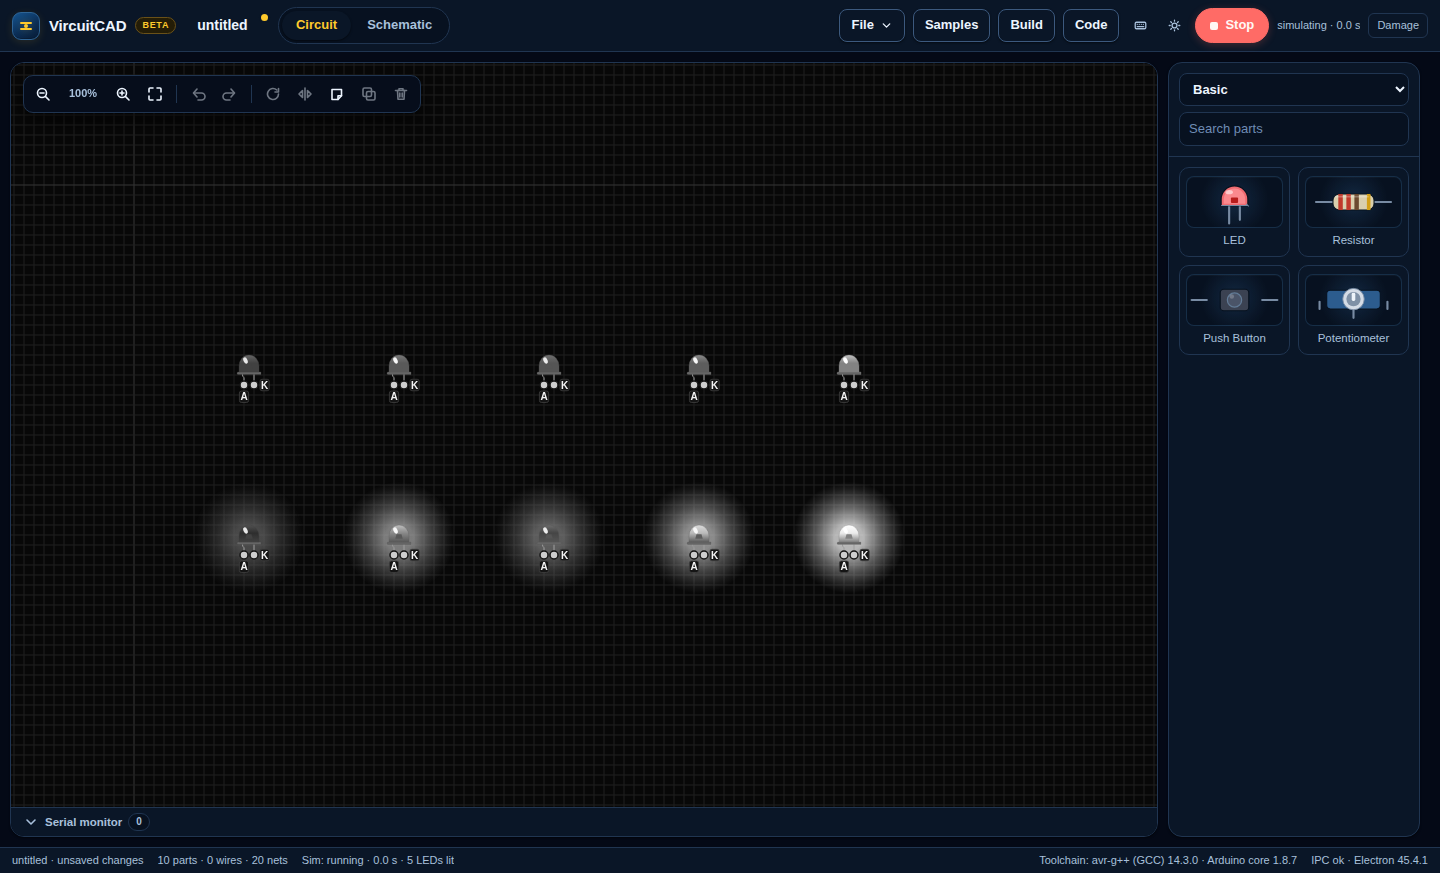 VircuitCAD BETA untitled Circuit Schematic File Samples Build Code Stop simulating · 0.0 s Damage
100%
Basic
Search parts
LED Resistor
Push Button Potentiometer
K K K K K
A A A A A
K K K K K
A A A A A
Serial monitor 0
untitled · unsaved changes 10 parts · 0 wires · 20 nets Sim: running · 0.0 s · 5 LEDs lit Toolchain: avr-g++ (GCC) 14.3.0 · Arduino core 1.8.7 IPC ok · Electron 45.4.1